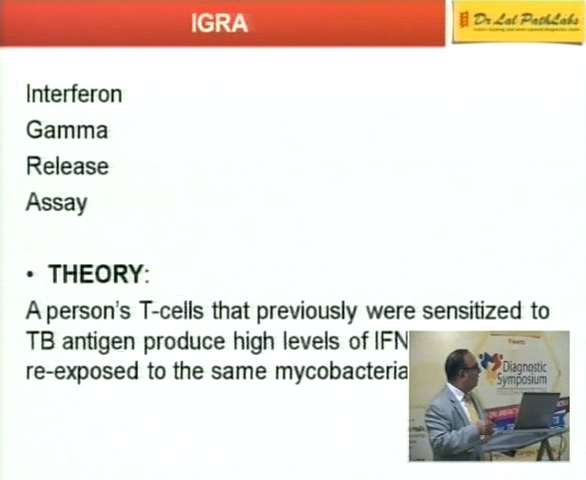 IGRA
Dr Lal PathLabs
Interferon
Gamma
Release
Assay
• THEORY:
A person's T-cells that previously were sensitized to
TB antigen produce high levels of IFN
re-exposed to the same mycobacteria
Diagnostic
Symposium